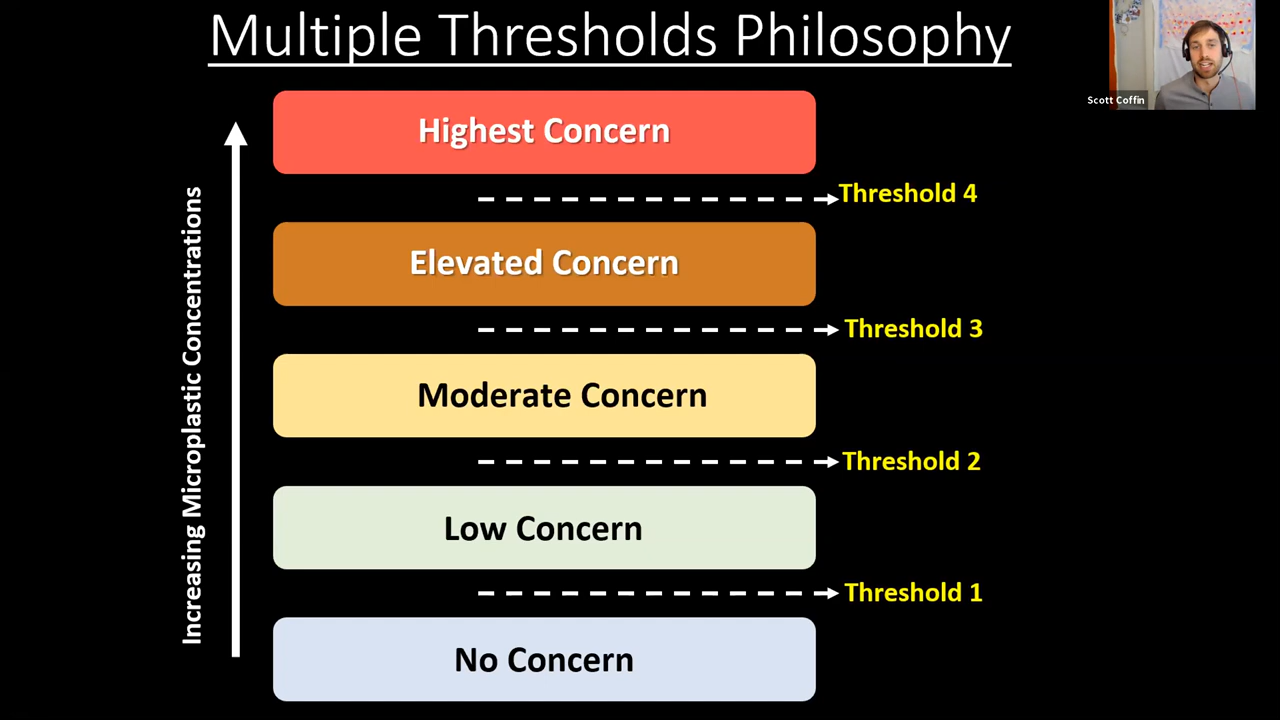 Multiple Thresholds Philosophy
Scott Coffin
Highest Concern
Threshold 4
Elevated Concern
Threshold 3
Moderate Concern
Threshold 2
Low Concern
Threshold 1
No Concern
Increasing Microplastic Concentrations